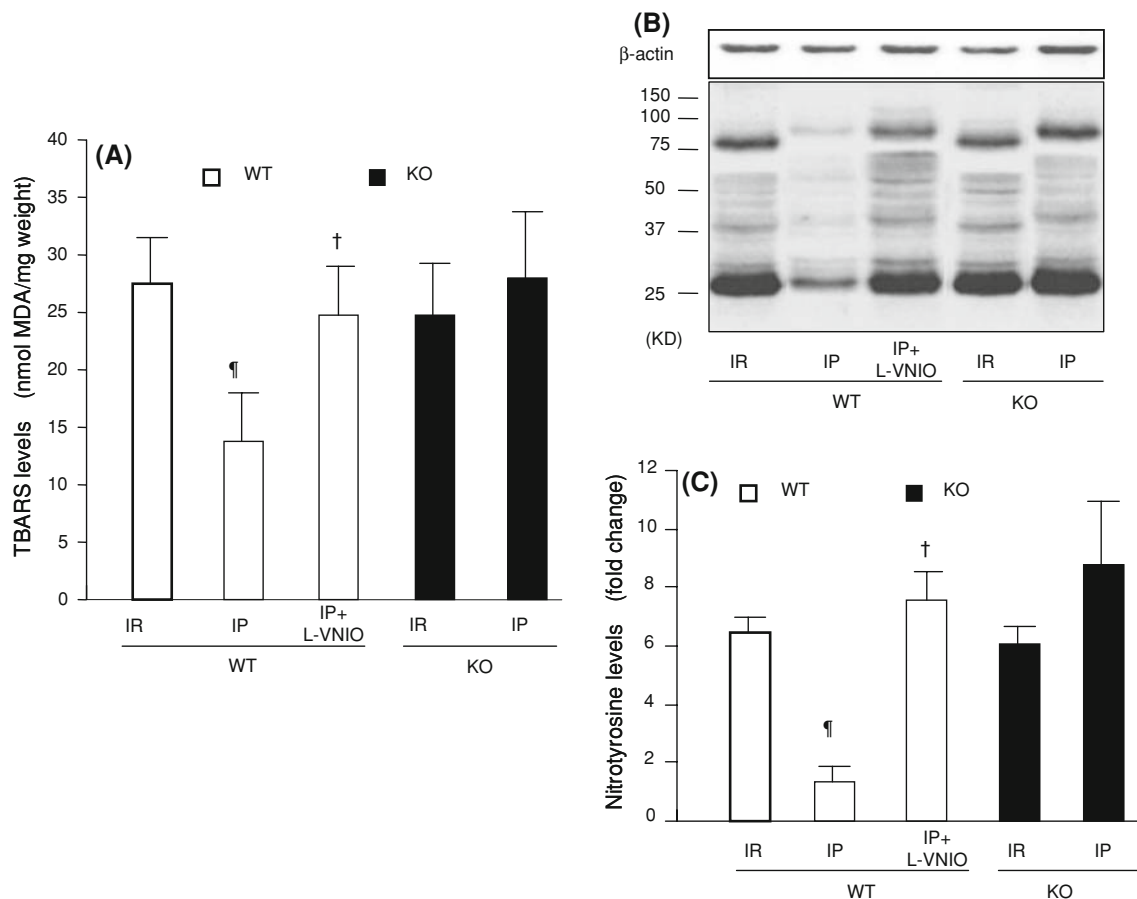 (A)
WT
KO
TBARS levels (nmol MDA/mg weight)
40
35
30
25
20
15
10
5
0
¶
†
IR
IP
IP+
L-VNIO
IR
IP
WT
KO
(B)
β-actin
150
100
75
50
37
25
(KD)
IR
IP
IP+
L-VNIO
IR
IP
WT
KO
(C)
WT
KO
Nitrotyrosine levels (fold change)
12
10
8
6
4
2
0
¶
†
IR
IP
IP+
L-VNIO
IR
IP
WT
KO